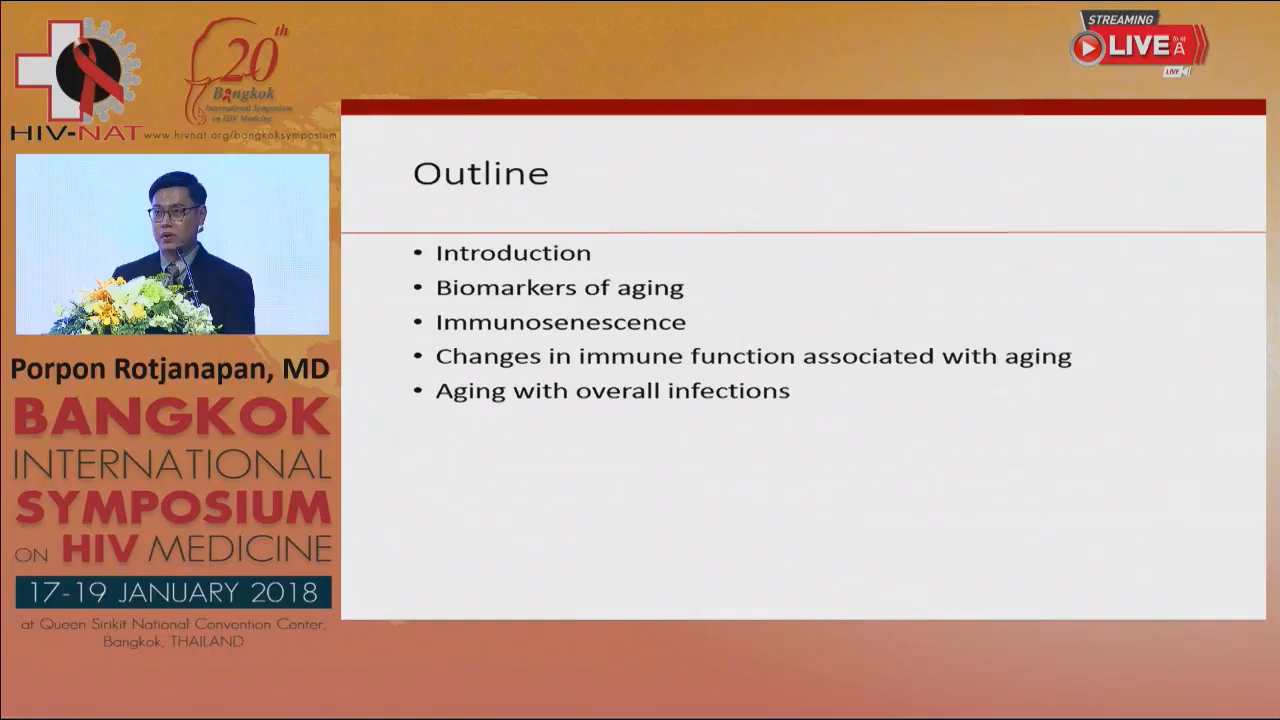 HIV-NAT
20th
Bangkok
International Symposium
on HIV Medicine
www.hivnat.org/bangkoksymposium
STREAMING
LIVE
LIVE
Outline
• Introduction
• Biomarkers of aging
• Immunosenescence
• Changes in immune function associated with aging
• Aging with overall infections
Porpon Rotjanapan, MD
BANGKOK
INTERNATIONAL
SYMPOSIUM
ON HIV MEDICINE
17-19 JANUARY 2018
at Queen Sirikit National Convention Center,
Bangkok, THAILAND